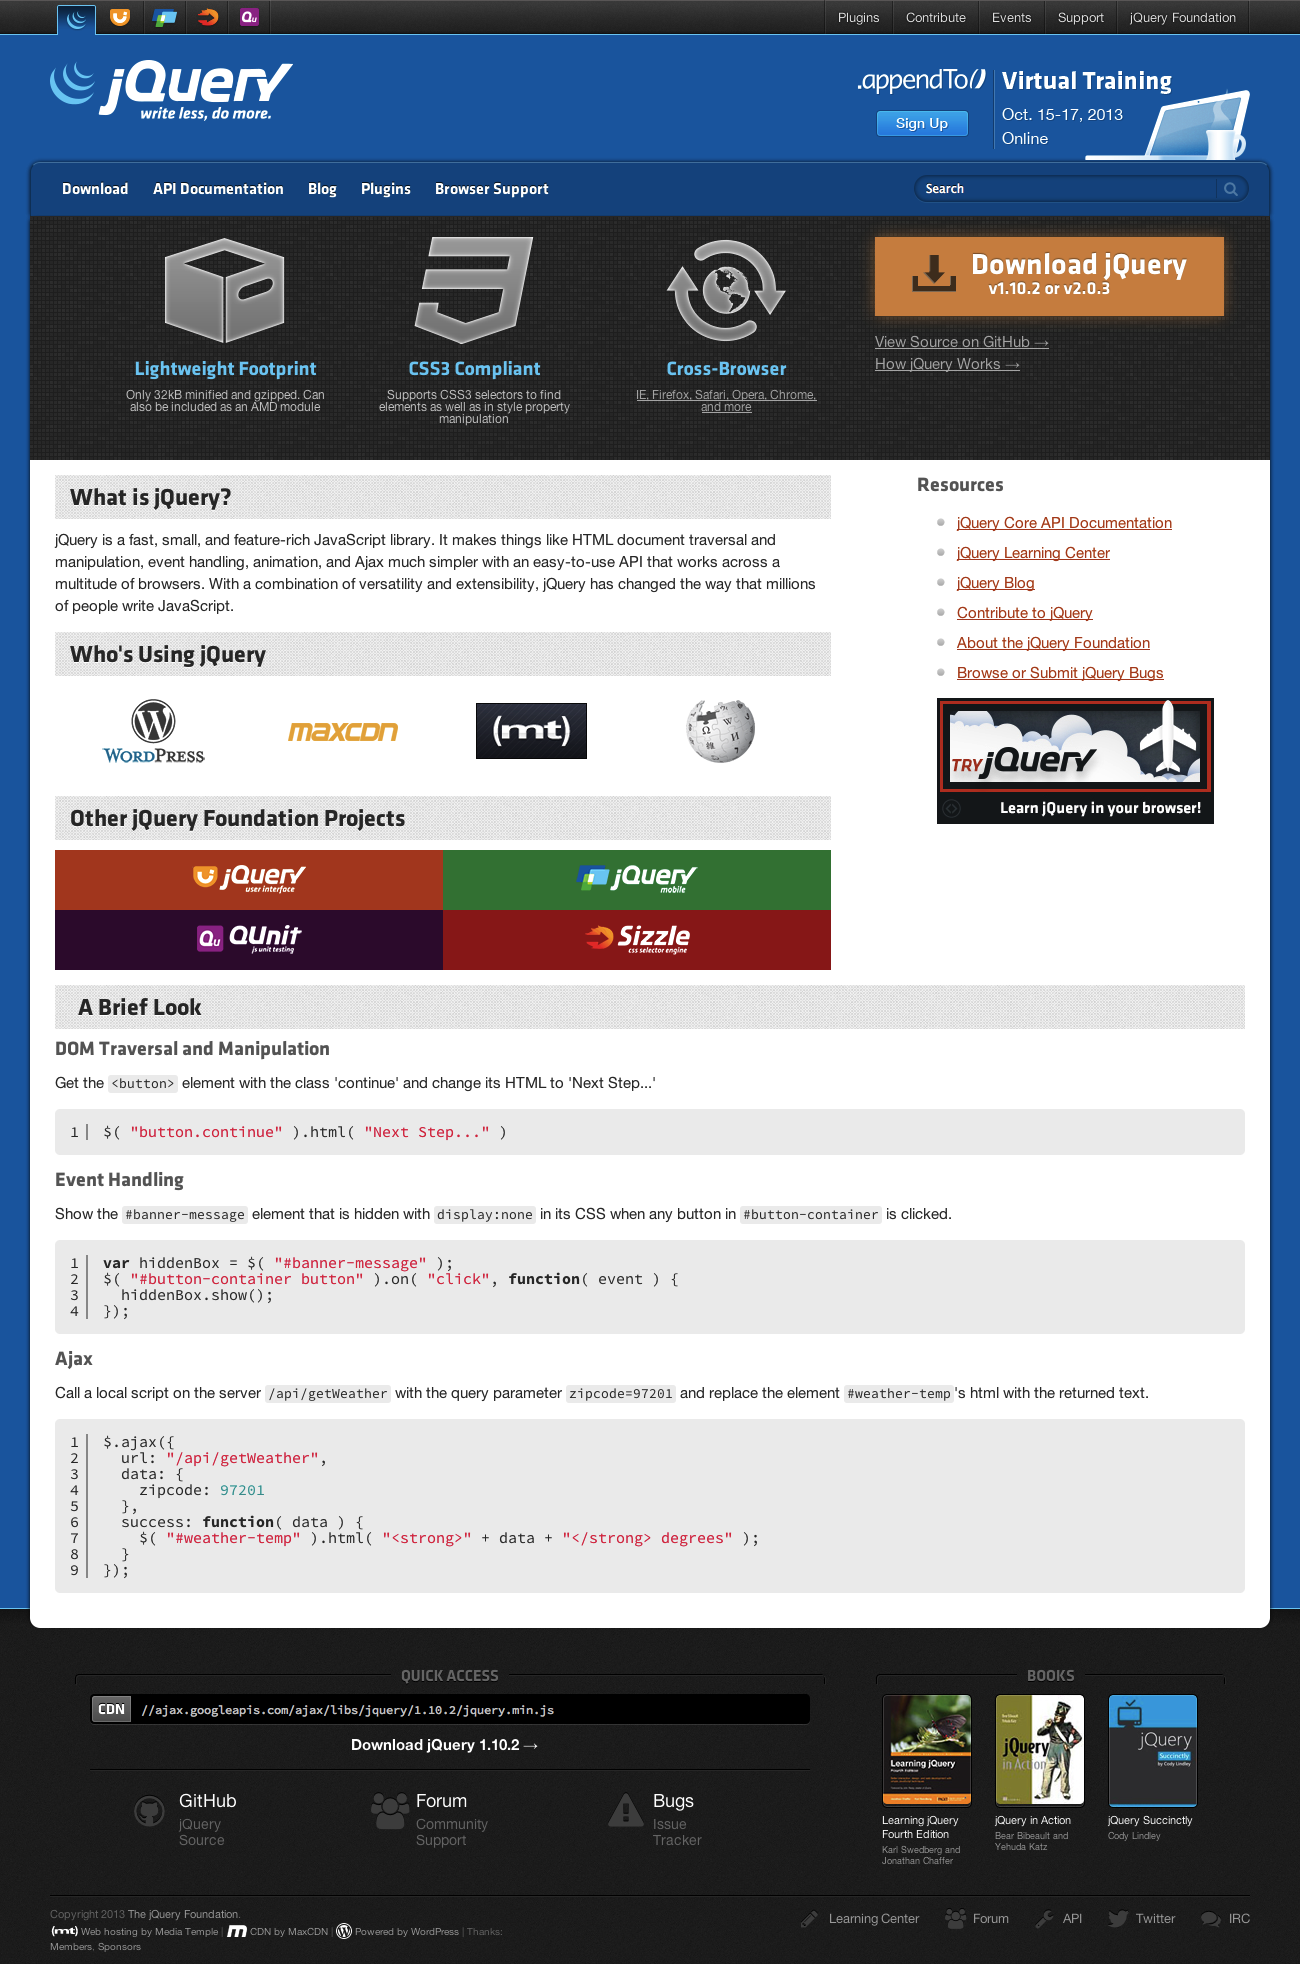 Plugins
Contribute
Events
Support
jQuery Foundation
jQuery
write less, do more.
.appendTo()
Sign Up
Virtual Training
Oct. 15-17, 2013
Online
Download
API Documentation
Blog
Plugins
Browser Support
Search
Lightweight Footprint
Only 32kB minified and gzipped. Can
also be included as an AMD module
CSS3 Compliant
Supports CSS3 selectors to find
elements as well as in style property
manipulation
Cross-Browser
IE, Firefox, Safari, Opera, Chrome,
and more
Download jQuery
v1.10.2 or v2.0.3
View Source on GitHub →
How jQuery Works →
What is jQuery?
jQuery is a fast, small, and feature-rich JavaScript library. It makes things like HTML document traversal and
manipulation, event handling, animation, and Ajax much simpler with an easy-to-use API that works across a
multitude of browsers. With a combination of versatility and extensibility, jQuery has changed the way that millions
of people write JavaScript.
Who's Using jQuery
WORDPRESS
maxcdn
(mt)
Other jQuery Foundation Projects
jQuery
user interface
jQuery
mobile
Qu QUnit
js unit testing
Sizzle
css selector engine
Resources
jQuery Core API Documentation
jQuery Learning Center
jQuery Blog
Contribute to jQuery
About the jQuery Foundation
Browse or Submit jQuery Bugs
TRY jQuery
Learn jQuery in your browser!
A Brief Look
DOM Traversal and Manipulation
Get the <button> element with the class 'continue' and change its HTML to 'Next Step...'
1 $( "button.continue" ).html( "Next Step..." )
Event Handling
Show the #banner-message element that is hidden with display:none in its CSS when any button in #button-container is clicked.
1 var hiddenBox = $( "#banner-message" );
2 $( "#button-container button" ).on( "click", function( event ) {
3   hiddenBox.show();
4 });
Ajax
Call a local script on the server /api/getWeather with the query parameter zipcode=97201 and replace the element #weather-temp's html with the returned text.
1 $.ajax({
2   url: "/api/getWeather",
3   data: {
4     zipcode: 97201
5   },
6   success: function( data ) {
7     $( "#weather-temp" ).html( "<strong>" + data + "</strong> degrees" );
8   }
9 });
QUICK ACCESS
CDN //ajax.googleapis.com/ajax/libs/jquery/1.10.2/jquery.min.js
Download jQuery 1.10.2 →
GitHub
jQuery
Source
Forum
Community
Support
Bugs
Issue
Tracker
BOOKS
Learning jQuery
Fourth Edition
Karl Swedberg and
Jonathan Chaffer
jQuery
in Action
jQuery in Action
Bear Bibeault and
Yehuda Katz
jQuery
Succinctly
by Cody Lindley
jQuery Succinctly
Cody Lindley
Copyright 2013 The jQuery Foundation.
(mt) Web hosting by Media Temple | CDN by MaxCDN | Powered by WordPress | Thanks:
Members, Sponsors
Learning Center
Forum
API
Twitter
IRC